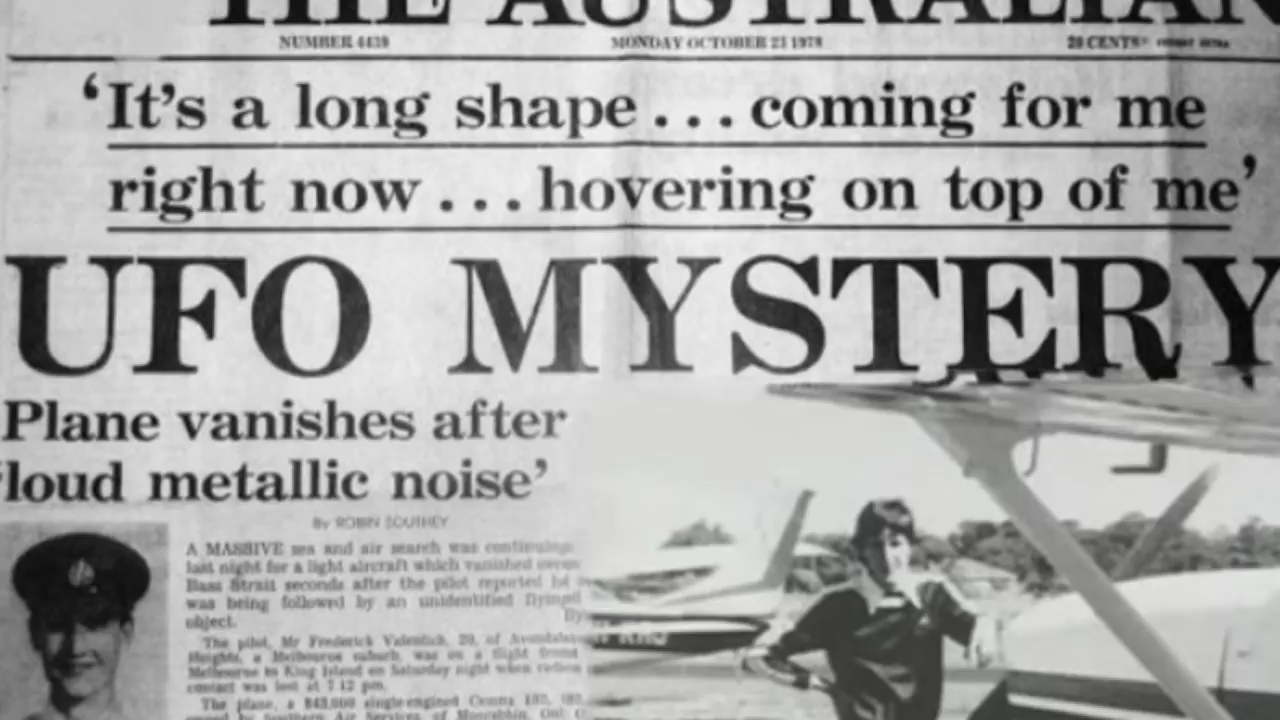 THE AUSTRALIAN
NUMBER 4439 MONDAY OCTOBER 23 1978 20 CENTS*
‘It’s a long shape...coming for me
right now...hovering on top of me’
UFO MYSTERY
Plane vanishes after
‘loud metallic noise’
By ROBIN SOUTHEY
A MASSIVE sea and air search was continuing
last night for a light aircraft which vanished over
Bass Strait seconds after the pilot reported he
was being followed by an unidentified flying
object.
The pilot, Mr Frederick Valentich, 20, of Avondale
Heights, a Melbourne suburb, was on a flight from
Melbourne to King Island on Saturday night when
contact was lost at 7.12 pm.
The plane, a $43,000 single-engined Cessna 182,
owned by Southern Air Services, of Moorabbin,